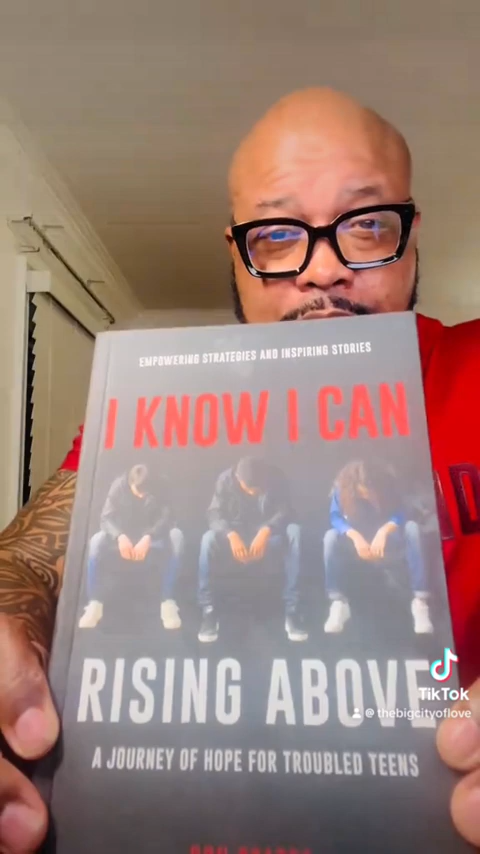 EMPOWERING STRATEGIES AND INSPIRING STORIES
I KNOW I CAN
RISING ABOVE
A JOURNEY OF HOPE FOR TROUBLED TEENS
TikTok
@thebigcityoflove